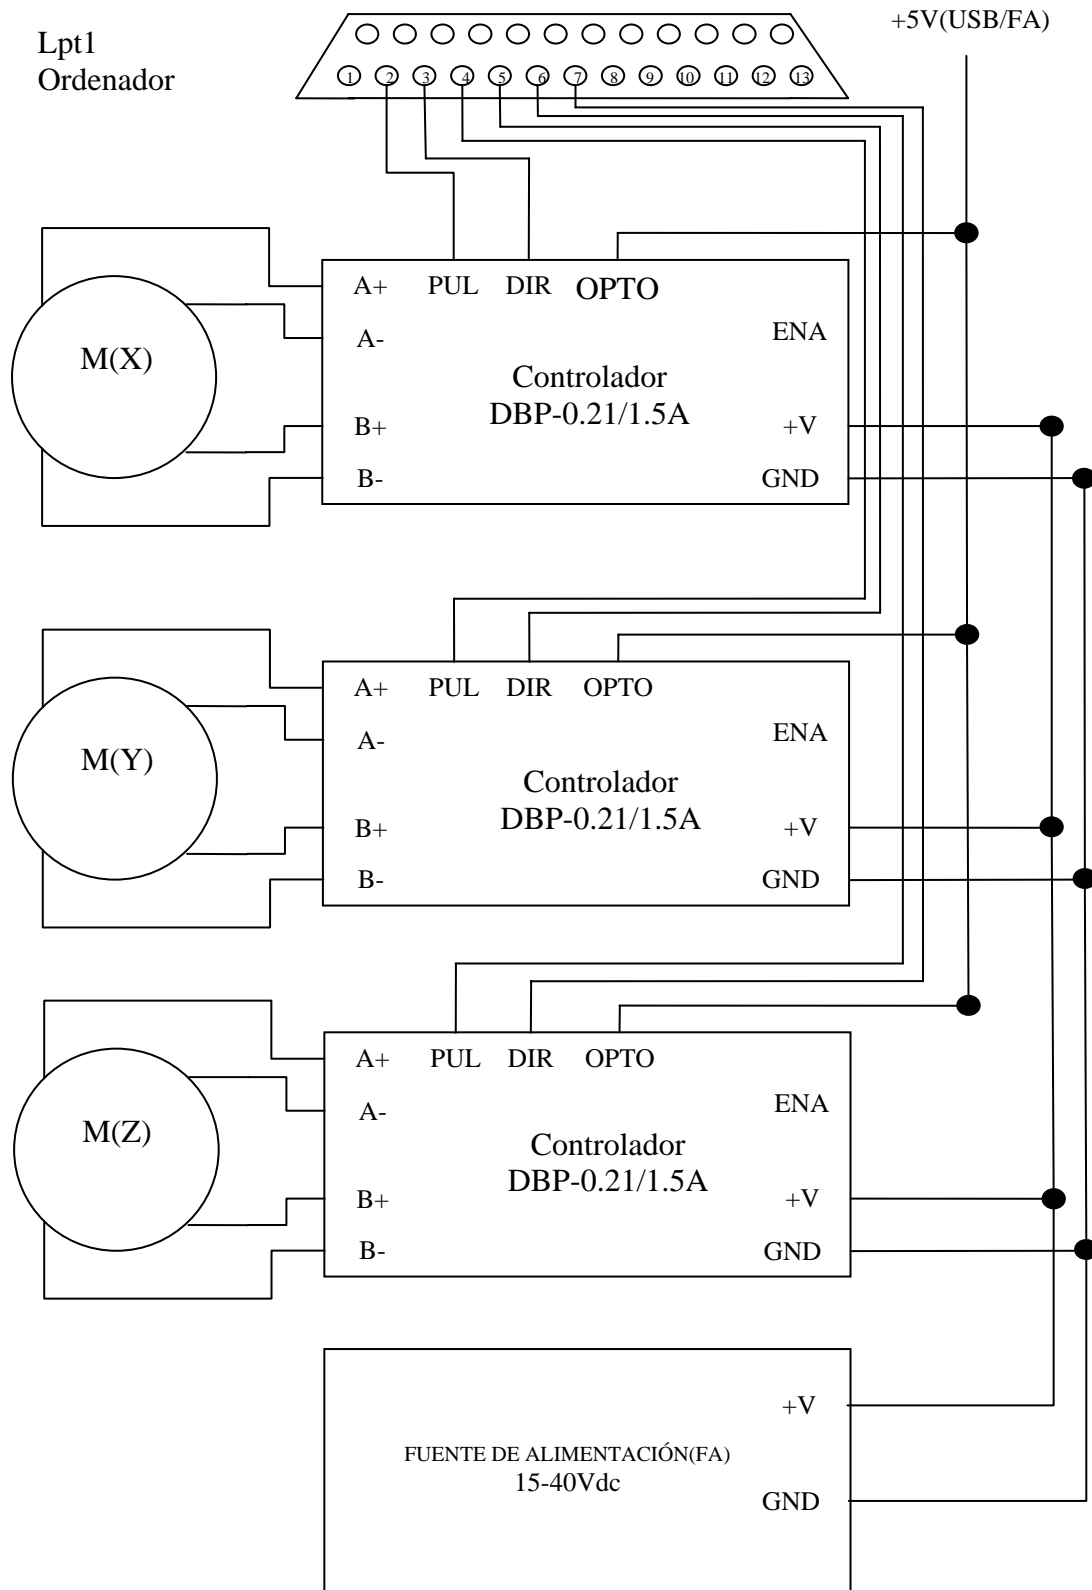 +5V(USB/FA)
Lpt1
Ordenador
1 2 3 4 5 6 7 8 9 10 11 12 13
A+ PUL DIR OPTO
ENA
A-
M(X)
Controlador
DBP-0.21/1.5A
B+ +V
B- GND
A+ PUL DIR OPTO
ENA
A-
M(Y)
Controlador
DBP-0.21/1.5A
B+ +V
B- GND
A+ PUL DIR OPTO
ENA
A-
M(Z)
Controlador
DBP-0.21/1.5A
B+ +V
B- GND
+V
FUENTE DE ALIMENTACIÓN(FA)
15-40Vdc
GND